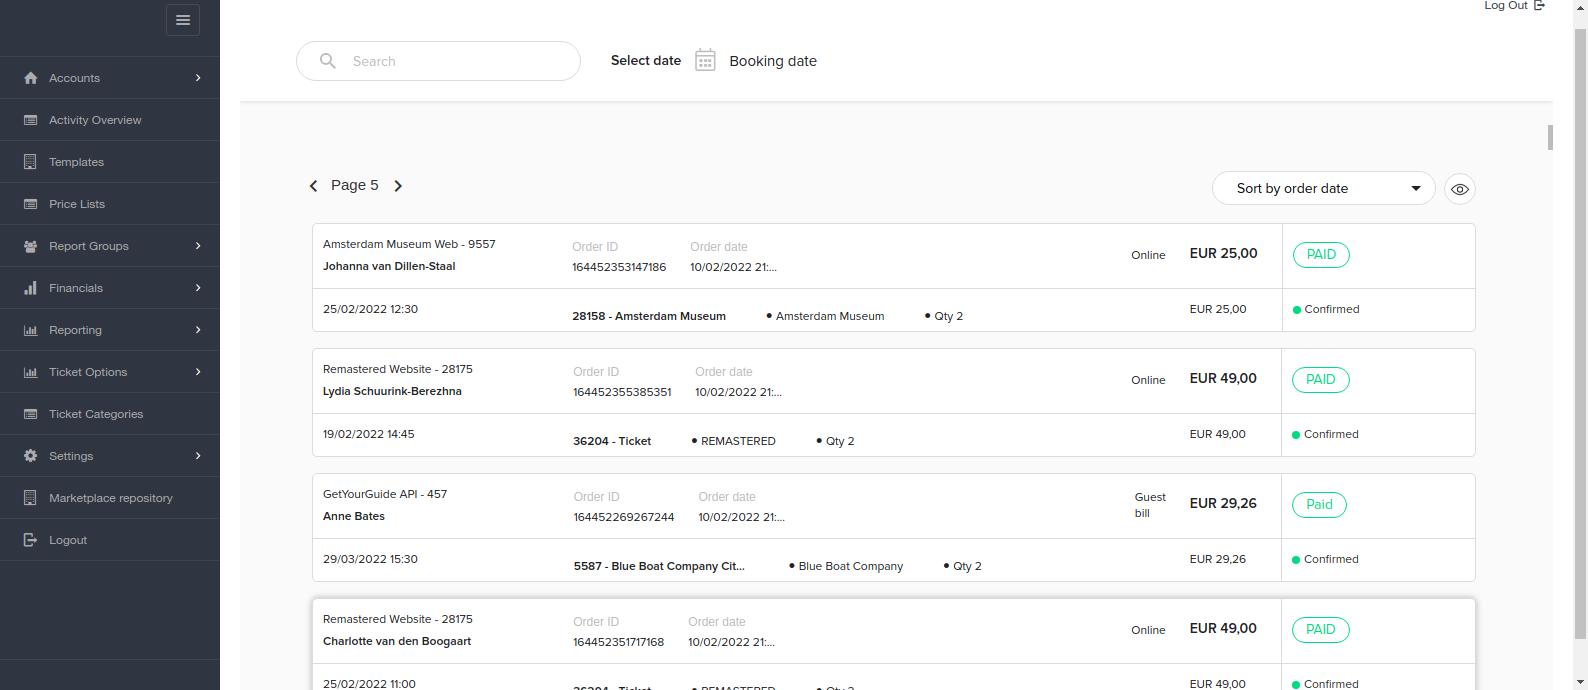 Log Out
Search
Select date
Booking date
Accounts
Activity Overview
Templates
Price Lists
Report Groups
Financials
Reporting
Ticket Options
Ticket Categories
Settings
Marketplace repository
Logout
Page 5
Sort by order date
Amsterdam Museum Web - 9557
Johanna van Dillen-Staal
Order ID
164452353147186
Order date
10/02/2022 21:...
Online
EUR 25,00
PAID
25/02/2022 12:30
28158 - Amsterdam Museum
• Amsterdam Museum
• Qty 2
EUR 25,00
Confirmed
Remastered Website - 28175
Lydia Schuurink-Berezhna
Order ID
164452355385351
Order date
10/02/2022 21:...
Online
EUR 49,00
PAID
19/02/2022 14:45
36204 - Ticket
• REMASTERED
• Qty 2
EUR 49,00
Confirmed
GetYourGuide API - 457
Anne Bates
Order ID
164452269267244
Order date
10/02/2022 21:...
Guest
bill
EUR 29,26
Paid
29/03/2022 15:30
5587 - Blue Boat Company Cit...
• Blue Boat Company
• Qty 2
EUR 29,26
Confirmed
Remastered Website - 28175
Charlotte van den Boogaart
Order ID
164452351717168
Order date
10/02/2022 21:...
Online
EUR 49,00
PAID
25/02/2022 11:00
36204 - Ticket
• REMASTERED
• Qty 2
EUR 49,00
Confirmed